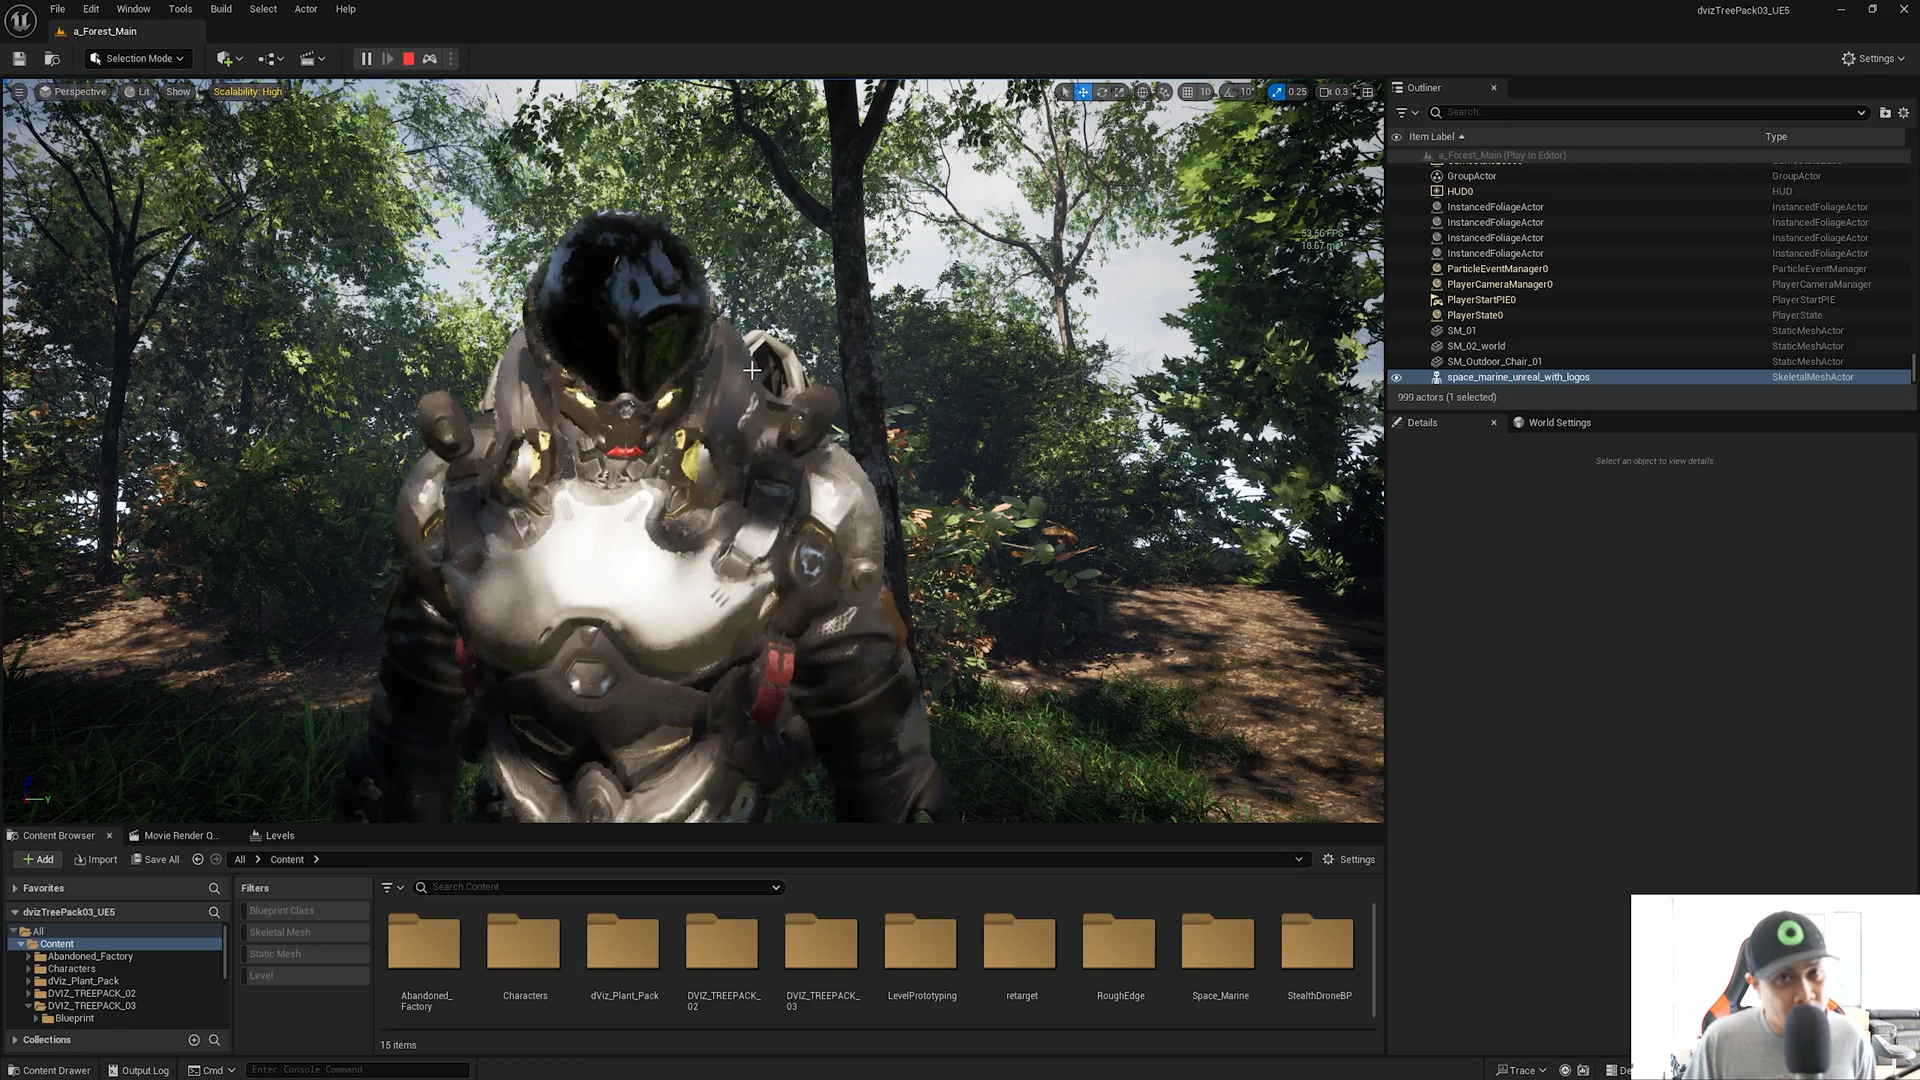 File Edit Window Tools Build Select Actor Help
dvizTreePack03_UE5
a_Forest_Main
Selection Mode
Settings
Perspective Lit Show Scalability: High
10 10° 0.25 0.3
53.56 FPS
18.67 ms
Outliner
Search...
Item Label Type
a_Forest_Main (Play In Editor)
GroupActor GroupActor
HUD0 HUD
InstancedFoliageActor InstancedFoliageActor
InstancedFoliageActor InstancedFoliageActor
InstancedFoliageActor InstancedFoliageActor
InstancedFoliageActor InstancedFoliageActor
ParticleEventManager0 ParticleEventManager
PlayerCameraManager0 PlayerCameraManager
PlayerStartPIE0 PlayerStartPIE
PlayerState0 PlayerState
SM_01 StaticMeshActor
SM_02_world StaticMeshActor
SM_Outdoor_Chair_01 StaticMeshActor
space_marine_unreal_with_logos SkeletalMeshActor
999 actors (1 selected)
Details World Settings
Select an object to view details.
Y
Content Browser Movie Render Q... Levels
Add Import Save All All Content Settings
Favorites
dvizTreePack03_UE5
All
Content
Abandoned_Factory
Characters
dViz_Plant_Pack
DVIZ_TREEPACK_02
DVIZ_TREEPACK_03
Blueprint
Collections
Filters
Blueprint Class
Skeletal Mesh
Static Mesh
Level
Search Content
Abandoned_
Factory
Characters
dViz_Plant_Pack
DVIZ_TREEPACK_
02
DVIZ_TREEPACK_
03
LevelPrototyping
retarget
RoughEdge
Space_Marine
StealthDroneBP
15 items
Content Drawer Output Log Cmd Enter Console Command
Trace